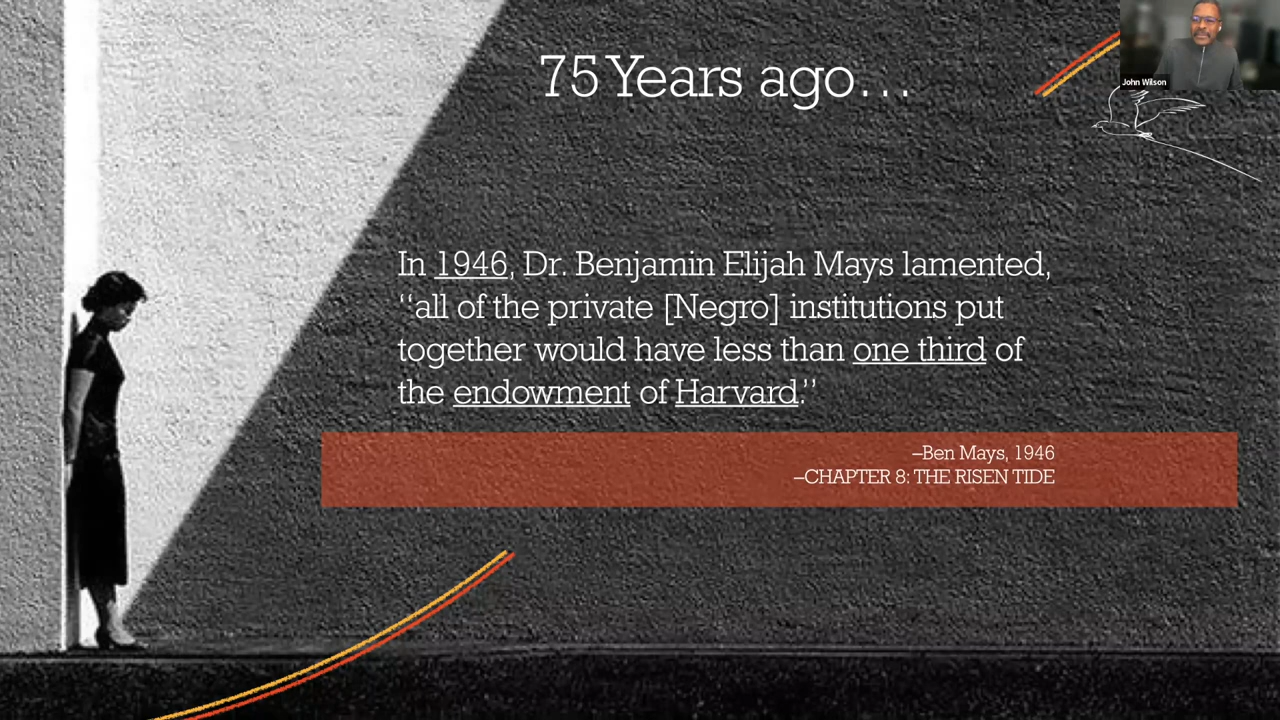 75 Years ago...
John Wilson
In 1946, Dr. Benjamin Elijah Mays lamented,
“all of the private [Negro] institutions put
together would have less than one third of
the endowment of Harvard.”
–Ben Mays, 1946
–CHAPTER 8: THE RISEN TIDE